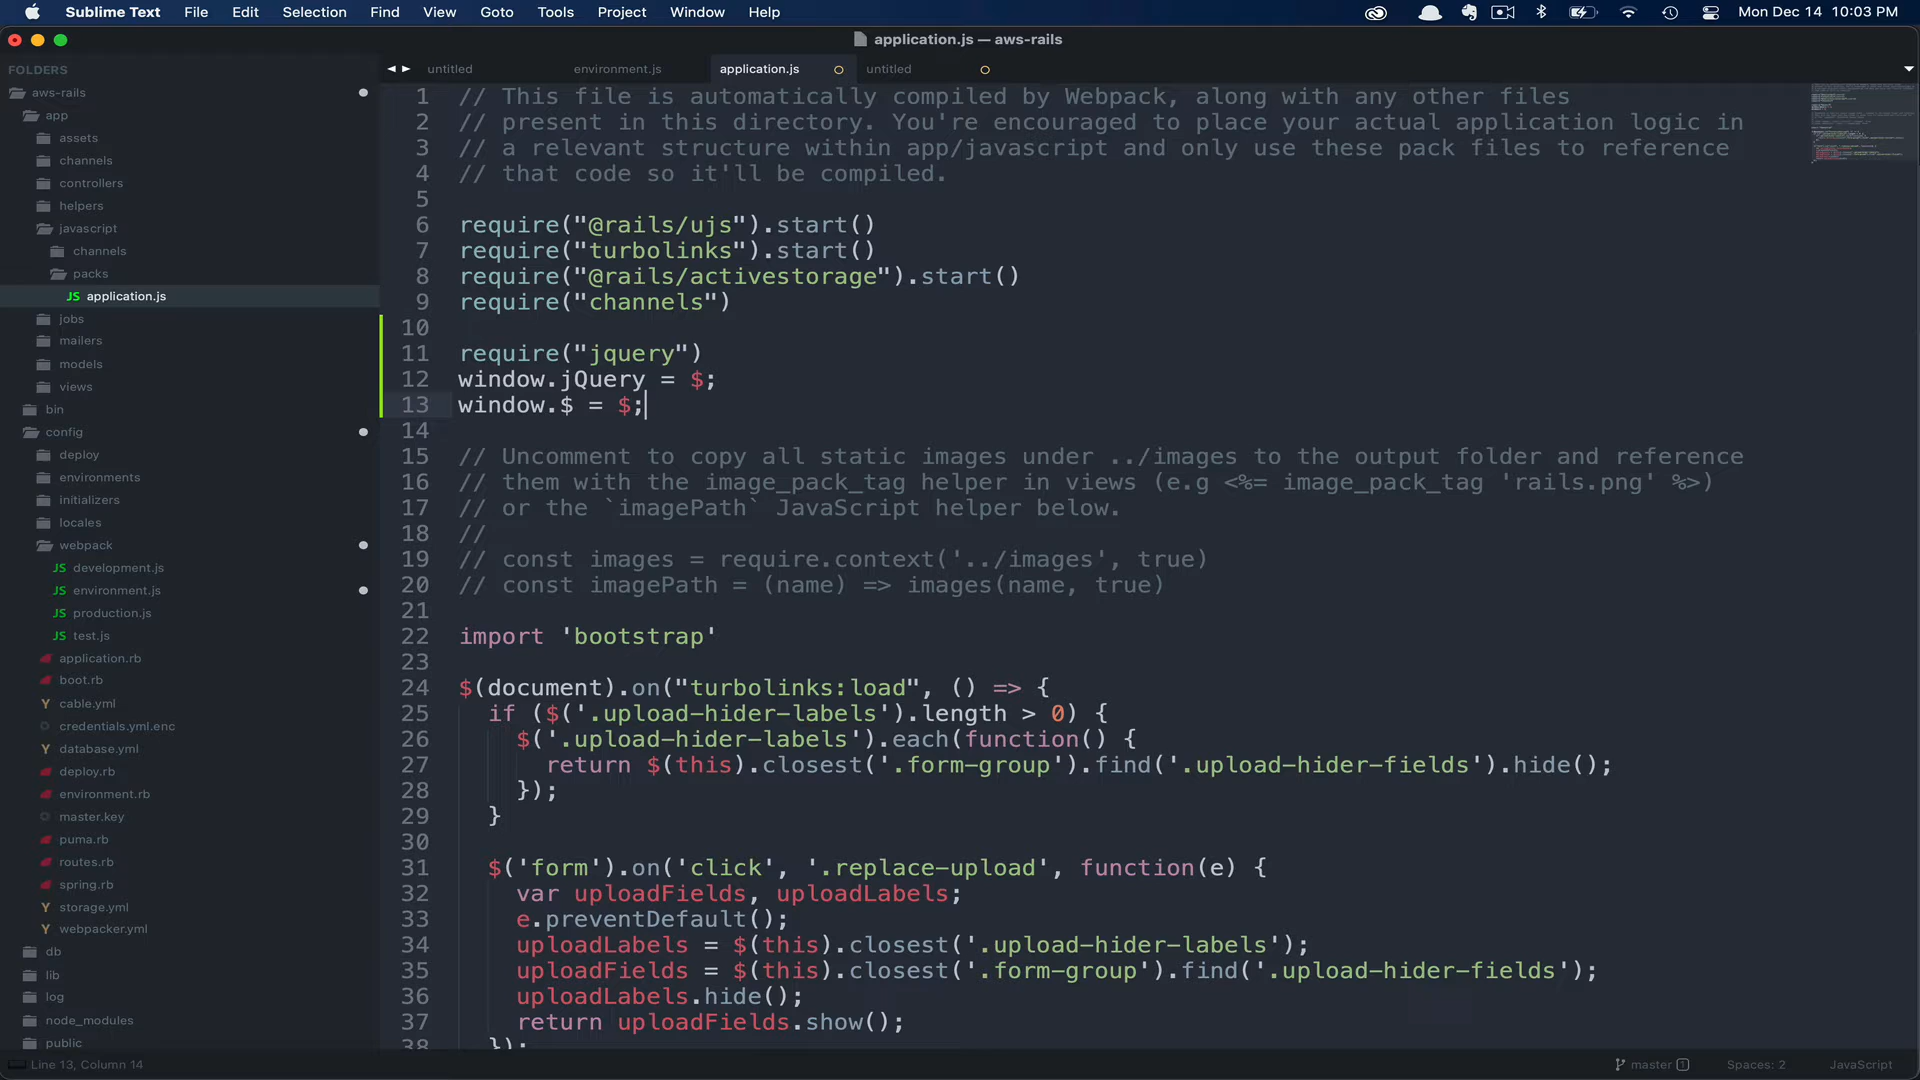 Sublime Text File Edit Selection Find View Goto Tools Project Window Help Mon Dec 14 10:03 PM
application.js — aws-rails
FOLDERS
aws-rails
app
assets
channels
controllers
helpers
javascript
channels
packs
JS application.js
jobs
mailers
models
views
bin
config
deploy
environments
initializers
locales
webpack
JS development.js
JS environment.js
JS production.js
JS test.js
application.rb
boot.rb
Y cable.yml
credentials.yml.enc
Y database.yml
deploy.rb
environment.rb
master.key
puma.rb
routes.rb
spring.rb
Y storage.yml
Y webpacker.yml
db
lib
log
node_modules
public
untitled environment.js application.js untitled
1 // This file is automatically compiled by Webpack, along with any other files
2 // present in this directory. You're encouraged to place your actual application logic in
3 // a relevant structure within app/javascript and only use these pack files to reference
4 // that code so it'll be compiled.
5
6 require("@rails/ujs").start()
7 require("turbolinks").start()
8 require("@rails/activestorage").start()
9 require("channels")
10
11 require("jquery")
12 window.jQuery = $;
13 window.$ = $;
14
15 // Uncomment to copy all static images under ../images to the output folder and reference
16 // them with the image_pack_tag helper in views (e.g <%= image_pack_tag 'rails.png' %>)
17 // or the `imagePath` JavaScript helper below.
18 //
19 // const images = require.context('../images', true)
20 // const imagePath = (name) => images(name, true)
21
22 import 'bootstrap'
23
24 $(document).on("turbolinks:load", () => {
25 if ($('.upload-hider-labels').length > 0) {
26 $('.upload-hider-labels').each(function() {
27 return $(this).closest('.form-group').find('.upload-hider-fields').hide();
28 });
29 }
30
31 $('form').on('click', '.replace-upload', function(e) {
32 var uploadFields, uploadLabels;
33 e.preventDefault();
34 uploadLabels = $(this).closest('.upload-hider-labels');
35 uploadFields = $(this).closest('.form-group').find('.upload-hider-fields');
36 uploadLabels.hide();
37 return uploadFields.show();
38 });
Line 13, Column 14 master 1 Spaces: 2 JavaScript